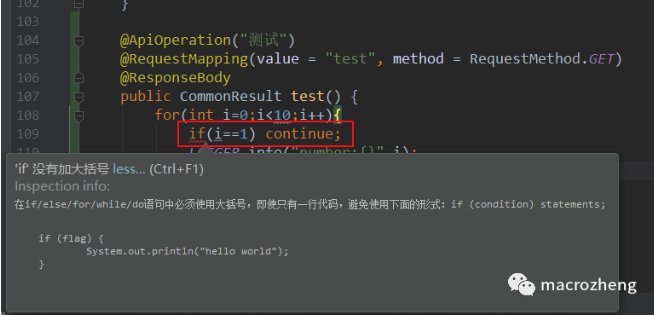 102 }
103
104 @ApiOperation("测试")
105 @RequestMapping(value = "test", method = RequestMethod.GET)
106 @ResponseBody
107 public CommonResult test() {
108 for(int i=0;i<10;i++){
109 if(i==1) continue;
110 LOGGER.info("number:{}",i);
'if' 没有加大括号 less... (Ctrl+F1)
Inspection info:
在if/else/for/while/do语句中必须使用大括号，即使只有一行代码，避免使用下面的形式：if (condition) statements;
if (flag) {
System.out.println("hello world");
}
macrozheng